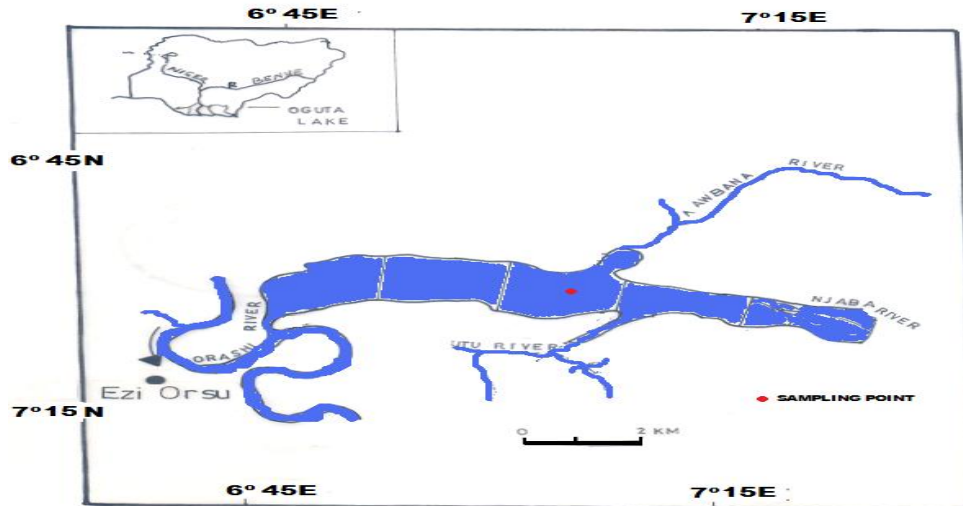 6° 45E
7° 15E
NIGER
R BENUE
OGUTA
LAKE
6° 45N
AWBANA
RIVER
NJABA RIVER
ORASHI RIVER
UTU RIVER
Ezi Orsu
SAMPLING POINT
7° 15 N
0 2 KM
6° 45E
7° 15E